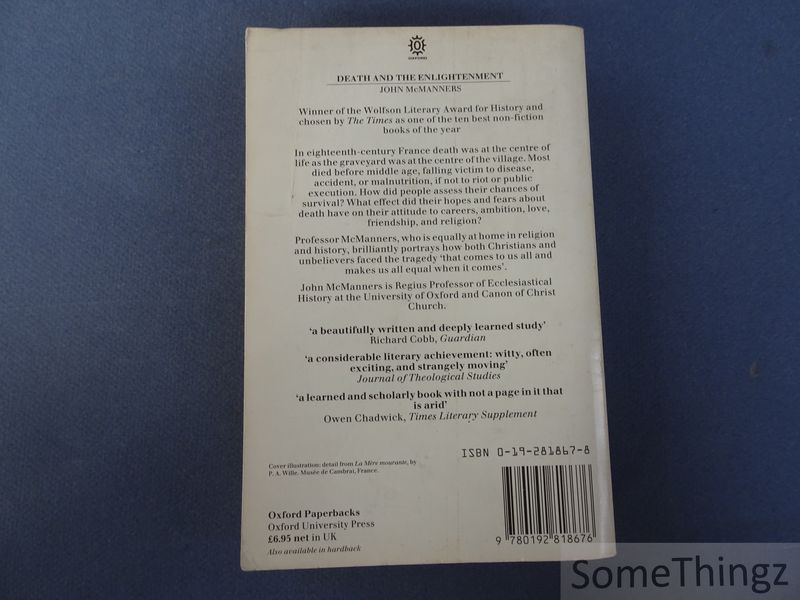 OXFORD
DEATH AND THE ENLIGHTENMENT
JOHN McMANNERS
Winner of the Wolfson Literary Award for History and
chosen by The Times as one of the ten best non-fiction
books of the year
In eighteenth-century France death was at the centre of
life as the graveyard was at the centre of the village. Most
died before middle age, falling victim to disease,
accident, or malnutrition, if not to riot or public
execution. How did people assess their chances of
survival? What effect did their hopes and fears about
death have on their attitude to careers, ambition, love,
friendship, and religion?
Professor McManners, who is equally at home in religion
and history, brilliantly portrays how both Christians and
unbelievers faced the tragedy ‘that comes to us all and
makes us all equal when it comes’.
John McManners is Regius Professor of Ecclesiastical
History at the University of Oxford and Canon of Christ
Church.
‘a beautifully written and deeply learned study’
Richard Cobb, Guardian
‘a considerable literary achievement: witty, often
exciting, and strangely moving’
Journal of Theological Studies
‘a learned and scholarly book with not a page in it that
is arid’
Owen Chadwick, Times Literary Supplement
ISBN 0-19-281867-8
Cover illustration: detail from La Mère mourante, by
P. A. Wille. Musée de Cambrai, France.
Oxford Paperbacks
Oxford University Press
£6.95 net in UK
Also available in hardback
9 780192 818676
SomeThingz